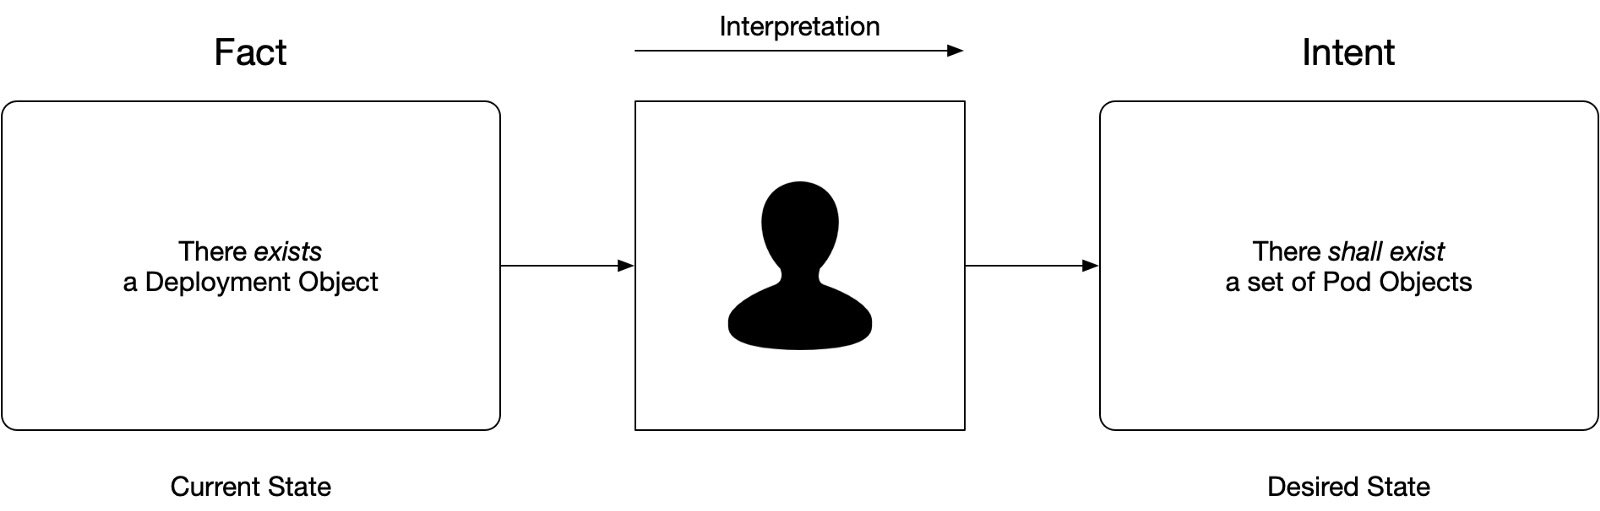 Interpretation
Fact
Intent
There exists
a Deployment Object
There shall exist
a set of Pod Objects
Current State
Desired State